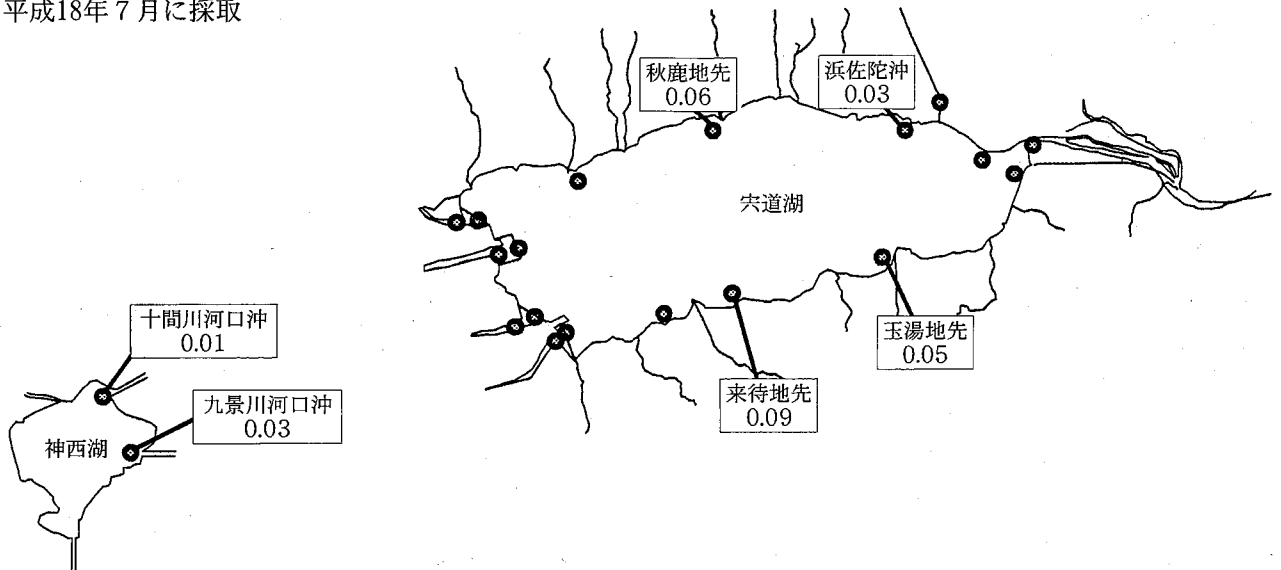 平成18年7月に採取
秋鹿地先
0.06
浜佐陀沖
0.03
宍道湖
十間川河口沖
0.01
玉湯地先
0.05
来待地先
0.09
九景川河口沖
0.03
神西湖